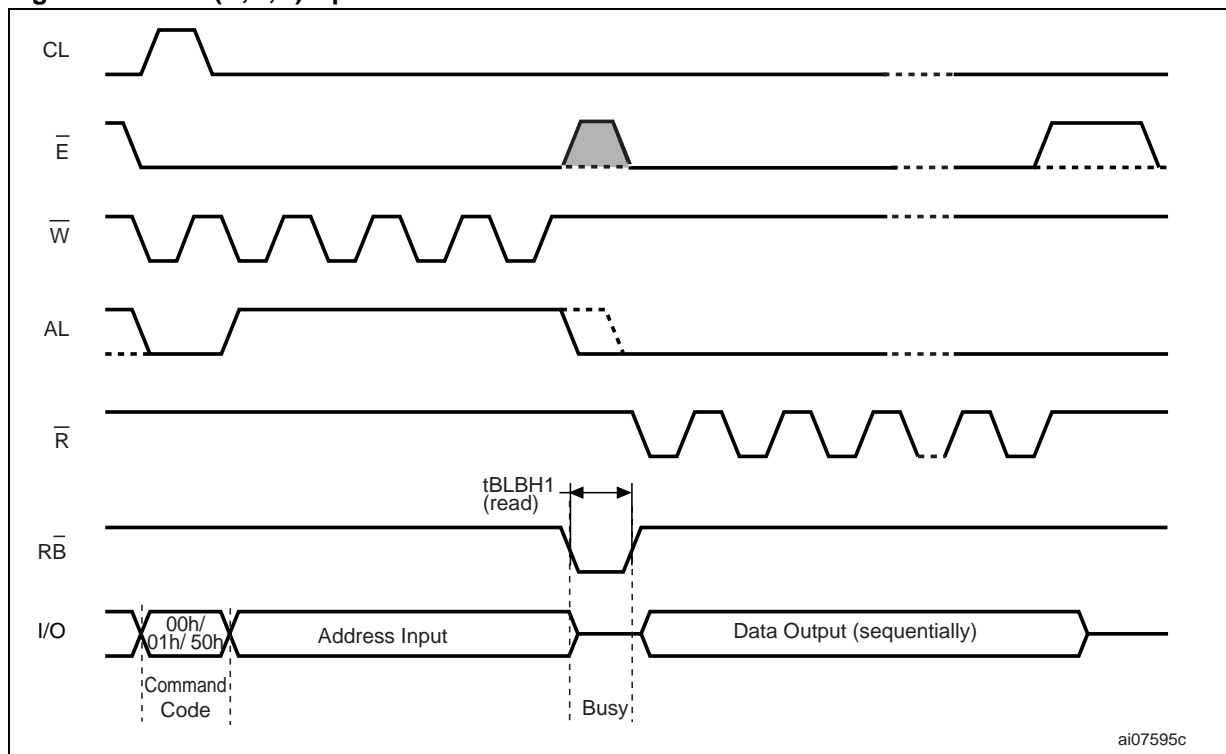 CL
E
W
AL
R
tBLBH1
(read)
RB
I/O
00h/
01h/ 50h
Address Input
Data Output (sequentially)
Command
Code
Busy
ai07595c